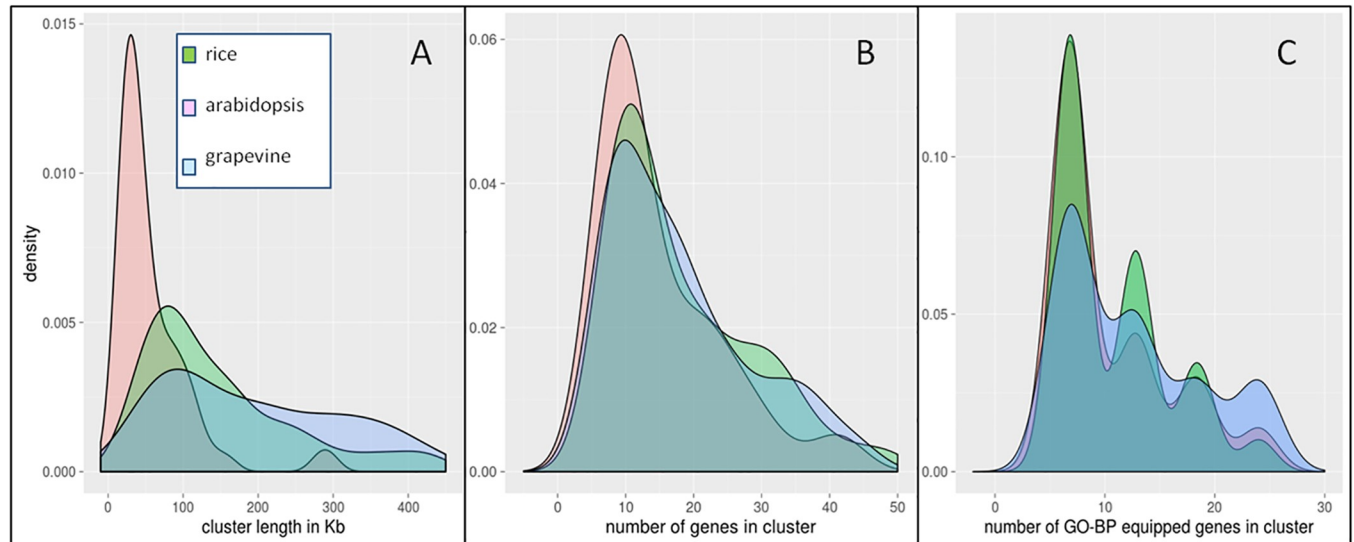 A
rice
arabidopsis
grapevine
density
0.015
0.010
0.005
0.000
0 100 200 300 400
cluster length in Kb
B
0.06
0.04
0.02
0.00
0 10 20 30 40 50
number of genes in cluster
C
0.10
0.05
0.00
0 10 20 30
number of GO-BP equipped genes in cluster